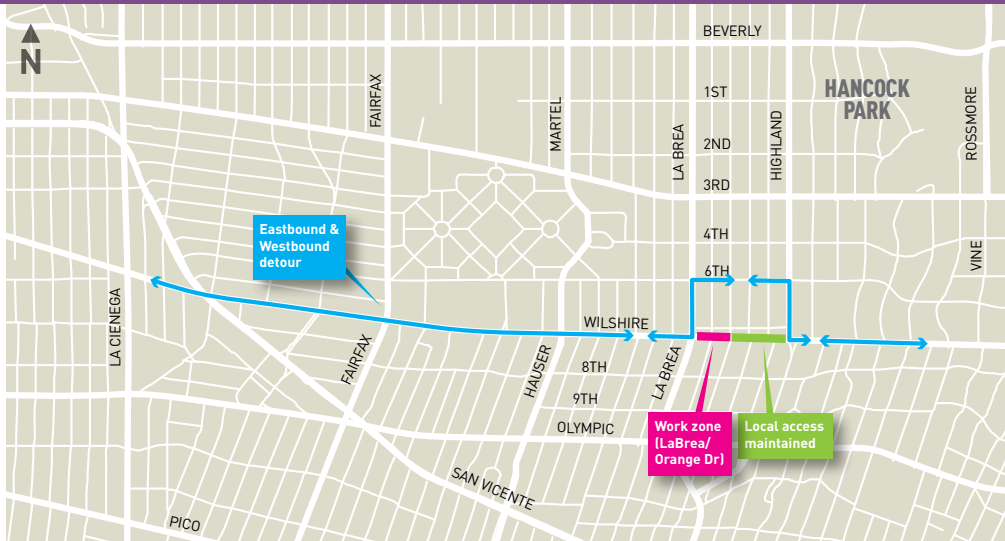 BEVERLY
N
FAIRFAX
1ST
HANCOCK
PARK
MARTEL
LA BREA
HIGHLAND
ROSSMORE
2ND
3RD
Eastbound &
Westbound
detour
4TH
VINE
6TH
LA CIENEGA
WILSHIRE
FAIRFAX
HAUSER
8TH
LA BREA
9TH
OLYMPIC
Work zone
(LaBrea/
Orange Dr)
Local access
maintained
SAN VICENTE
PICO